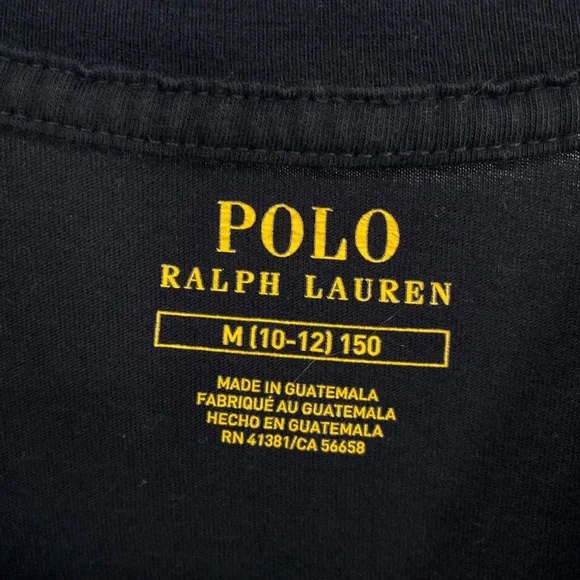 POLO
RALPH LAUREN
M (10-12) 150
MADE IN GUATEMALA
FABRIQUÉ AU GUATEMALA
HECHO EN GUATEMALA
RN 41381/CA 56658